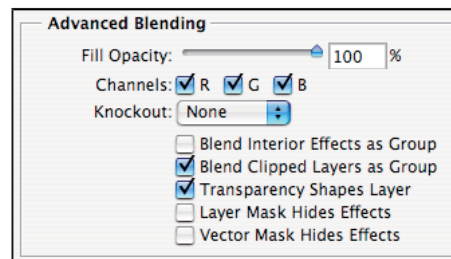 Advanced Blending
Fill Opacity: 100 %
Channels: R G B
Knockout: None
Blend Interior Effects as Group
Blend Clipped Layers as Group
Transparency Shapes Layer
Layer Mask Hides Effects
Vector Mask Hides Effects